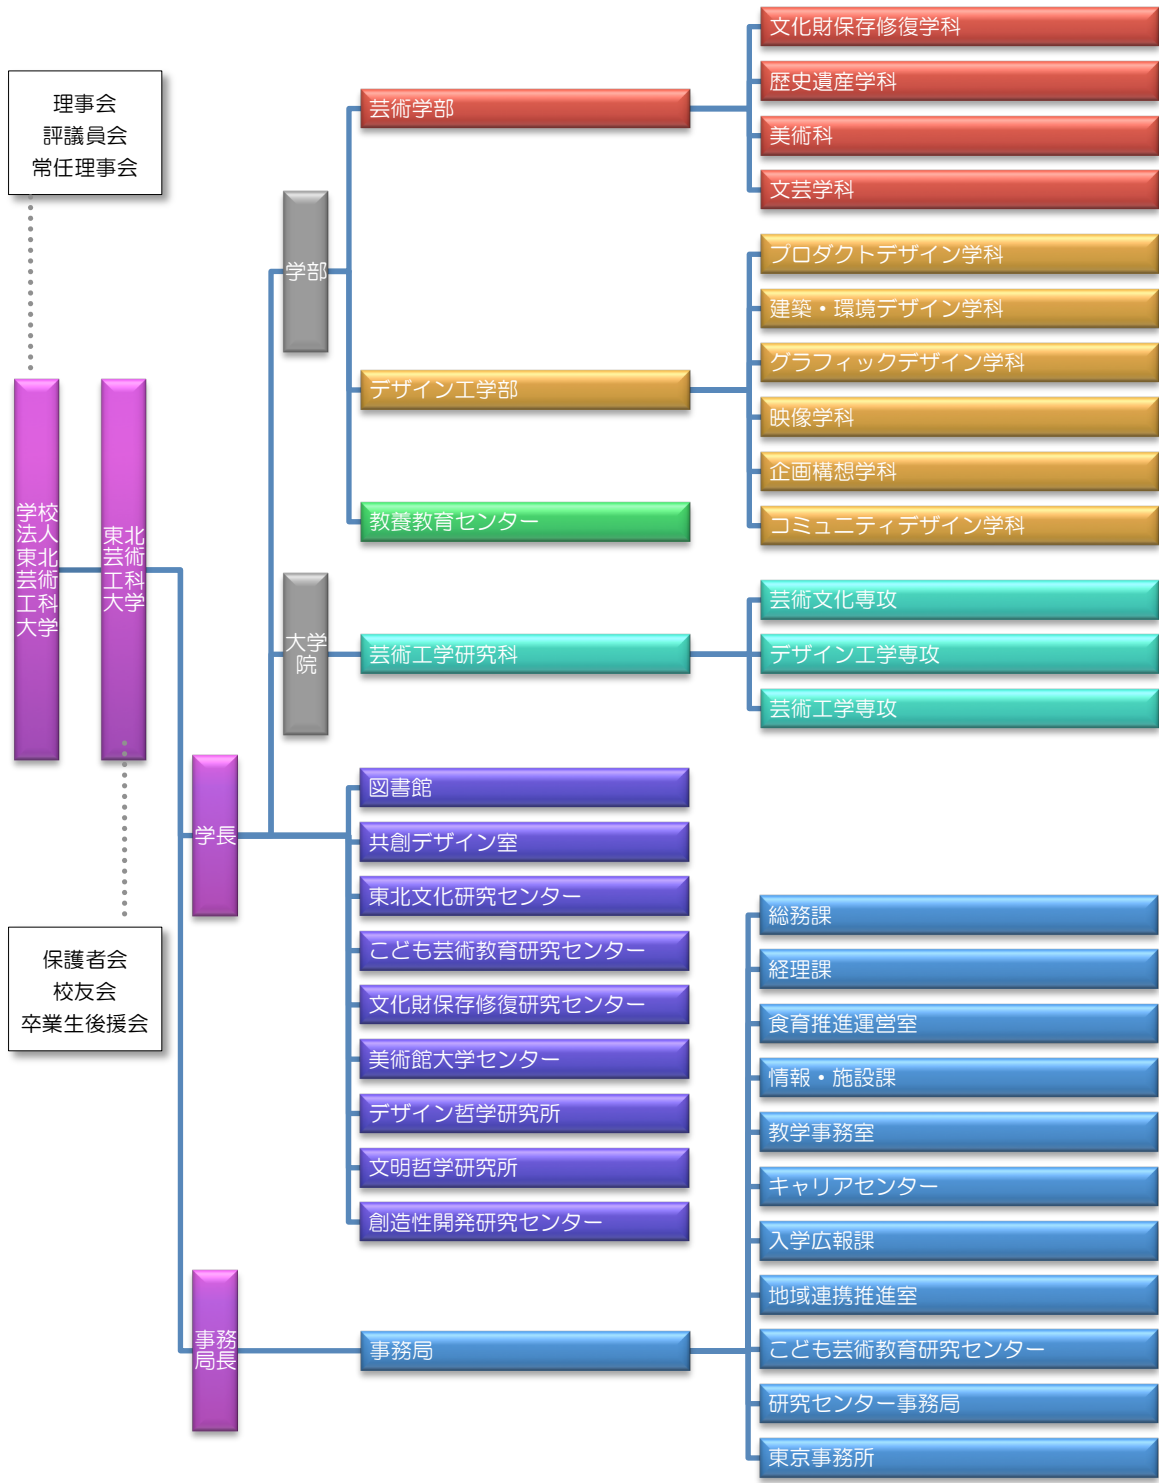 理事会
評議員会
常任理事会
学校
法人
東北
芸術
工科
大学
東北
芸術
工科
大学
保護者会
校友会
卒業生後援会
学長
学部
芸術学部
文化財保存修復学科
歴史遺産学科
美術科
文芸学科
デザイン工学部
プロダクトデザイン学科
建築・環境デザイン学科
グラフィックデザイン学科
映像学科
企画構想学科
コミュニティデザイン学科
教養教育センター
大学
院
芸術工学研究科
芸術文化専攻
デザイン工学専攻
芸術工学専攻
図書館
共創デザイン室
東北文化研究センター
こども芸術教育研究センター
文化財保存修復研究センター
美術館大学センター
デザイン哲学研究所
文明哲学研究所
創造性開発研究センター
事務
局長
事務局
総務課
経理課
食育推進運営室
情報・施設課
教学事務室
キャリアセンター
入学広報課
地域連携推進室
こども芸術教育研究センター
研究センター事務局
東京事務所